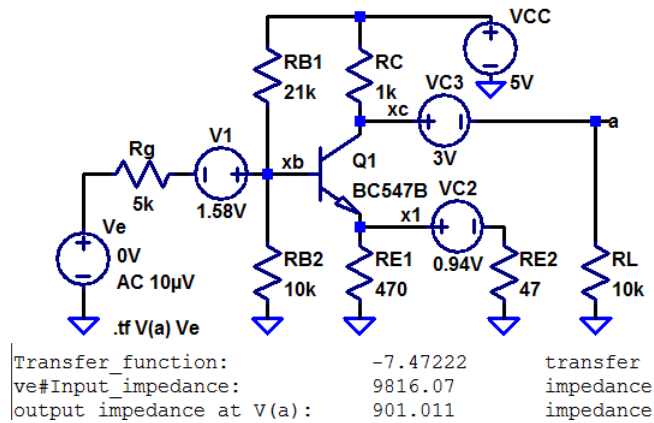 VCC
5V
RB1
21k
RC
1k
VC3
xc
3V
a
Rg
5k
V1
1.58V
xb
Q1
BC547B
x1
VC2
0.94V
Ve
0V
AC 10µV
RB2
10k
RE1
470
RE2
47
RL
10k
.tf V(a) Ve
Transfer_function: -7.47222 transfer
ve#Input_impedance: 9816.07 impedance
output impedance at V(a): 901.011 impedance